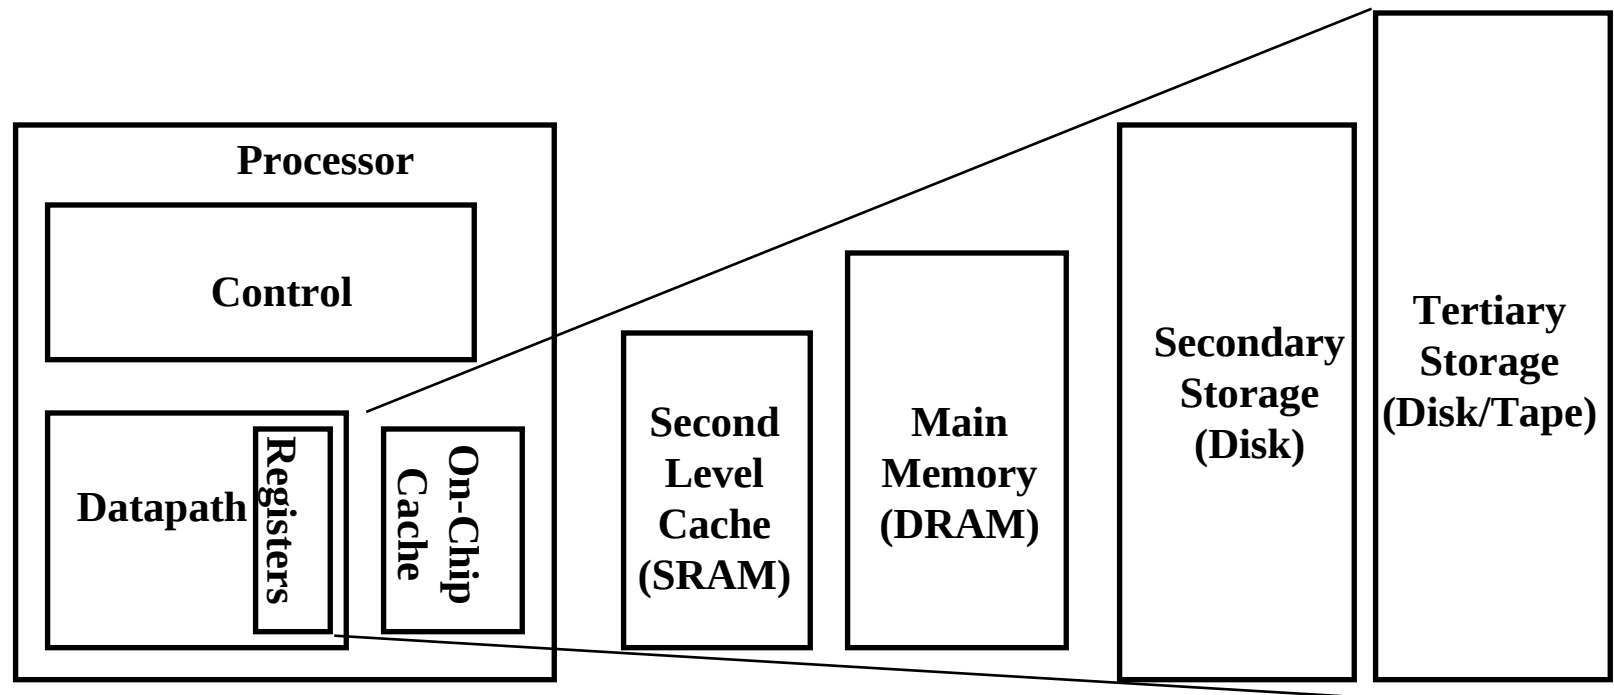 Processor
Control
Datapath
Registers
On-Chip
Cache
Second
Level
Cache
(SRAM)
Main
Memory
(DRAM)
Secondary
Storage
(Disk)
Tertiary
Storage
(Disk/Tape)